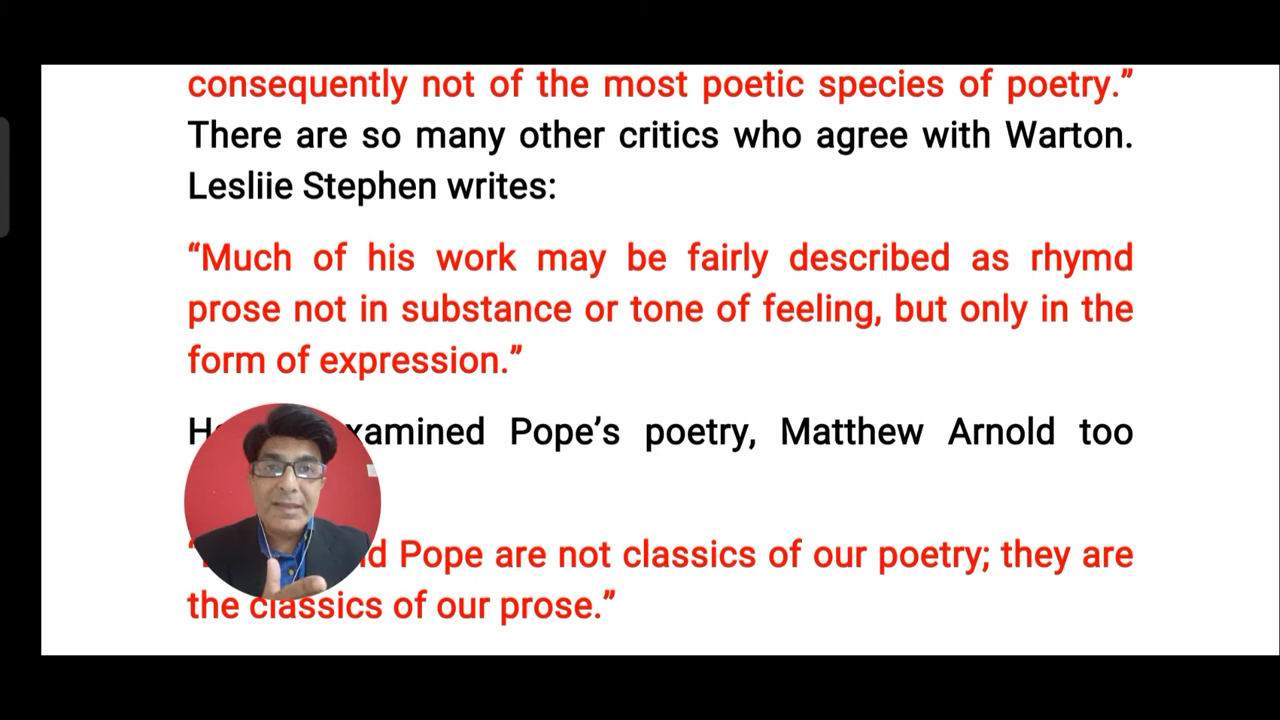 consequently not of the most poetic species of poetry.”
There are so many other critics who agree with Warton.
Lesliie Stephen writes:
“Much of his work may be fairly described as rhymd
prose not in substance or tone of feeling, but only in the
form of expression.”
Pope’s poetry, Matthew Arnold too
Pope are not classics of our poetry; they are
the classics of our prose.”